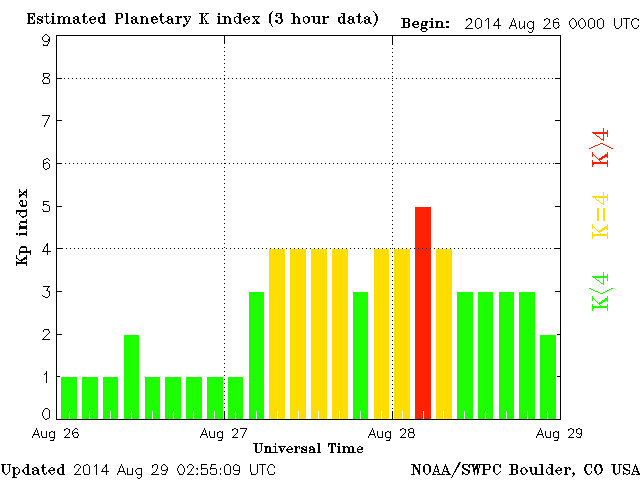 Estimated Planetary K index (3 hour data) Begin: 2014 Aug 26 0000 UTC
9
8
7
6
5
4
3
2
1
0
Kp index
K>4
K=4
K<4
Aug 26 Aug 27 Aug 28 Aug 29
Universal Time
Updated 2014 Aug 29 02:55:09 UTC NOAA/SWPC Boulder, CO USA